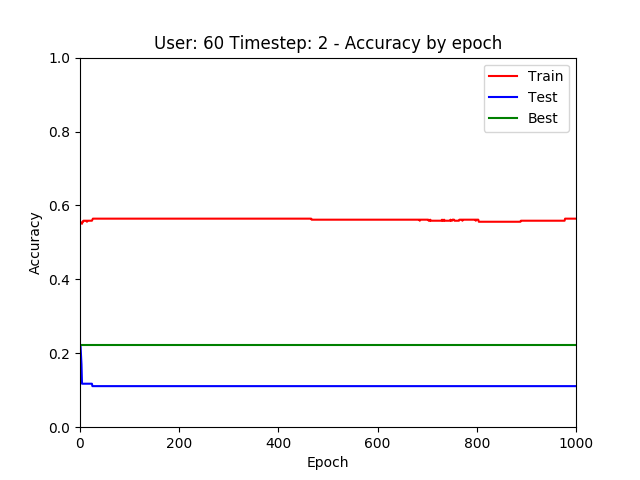 User: 60 Timestep: 2 - Accuracy by epoch
1.0
0.8
0.6
0.4
0.2
0.0
Accuracy
Train
Test
Best
0 200 400 600 800 1000
Epoch